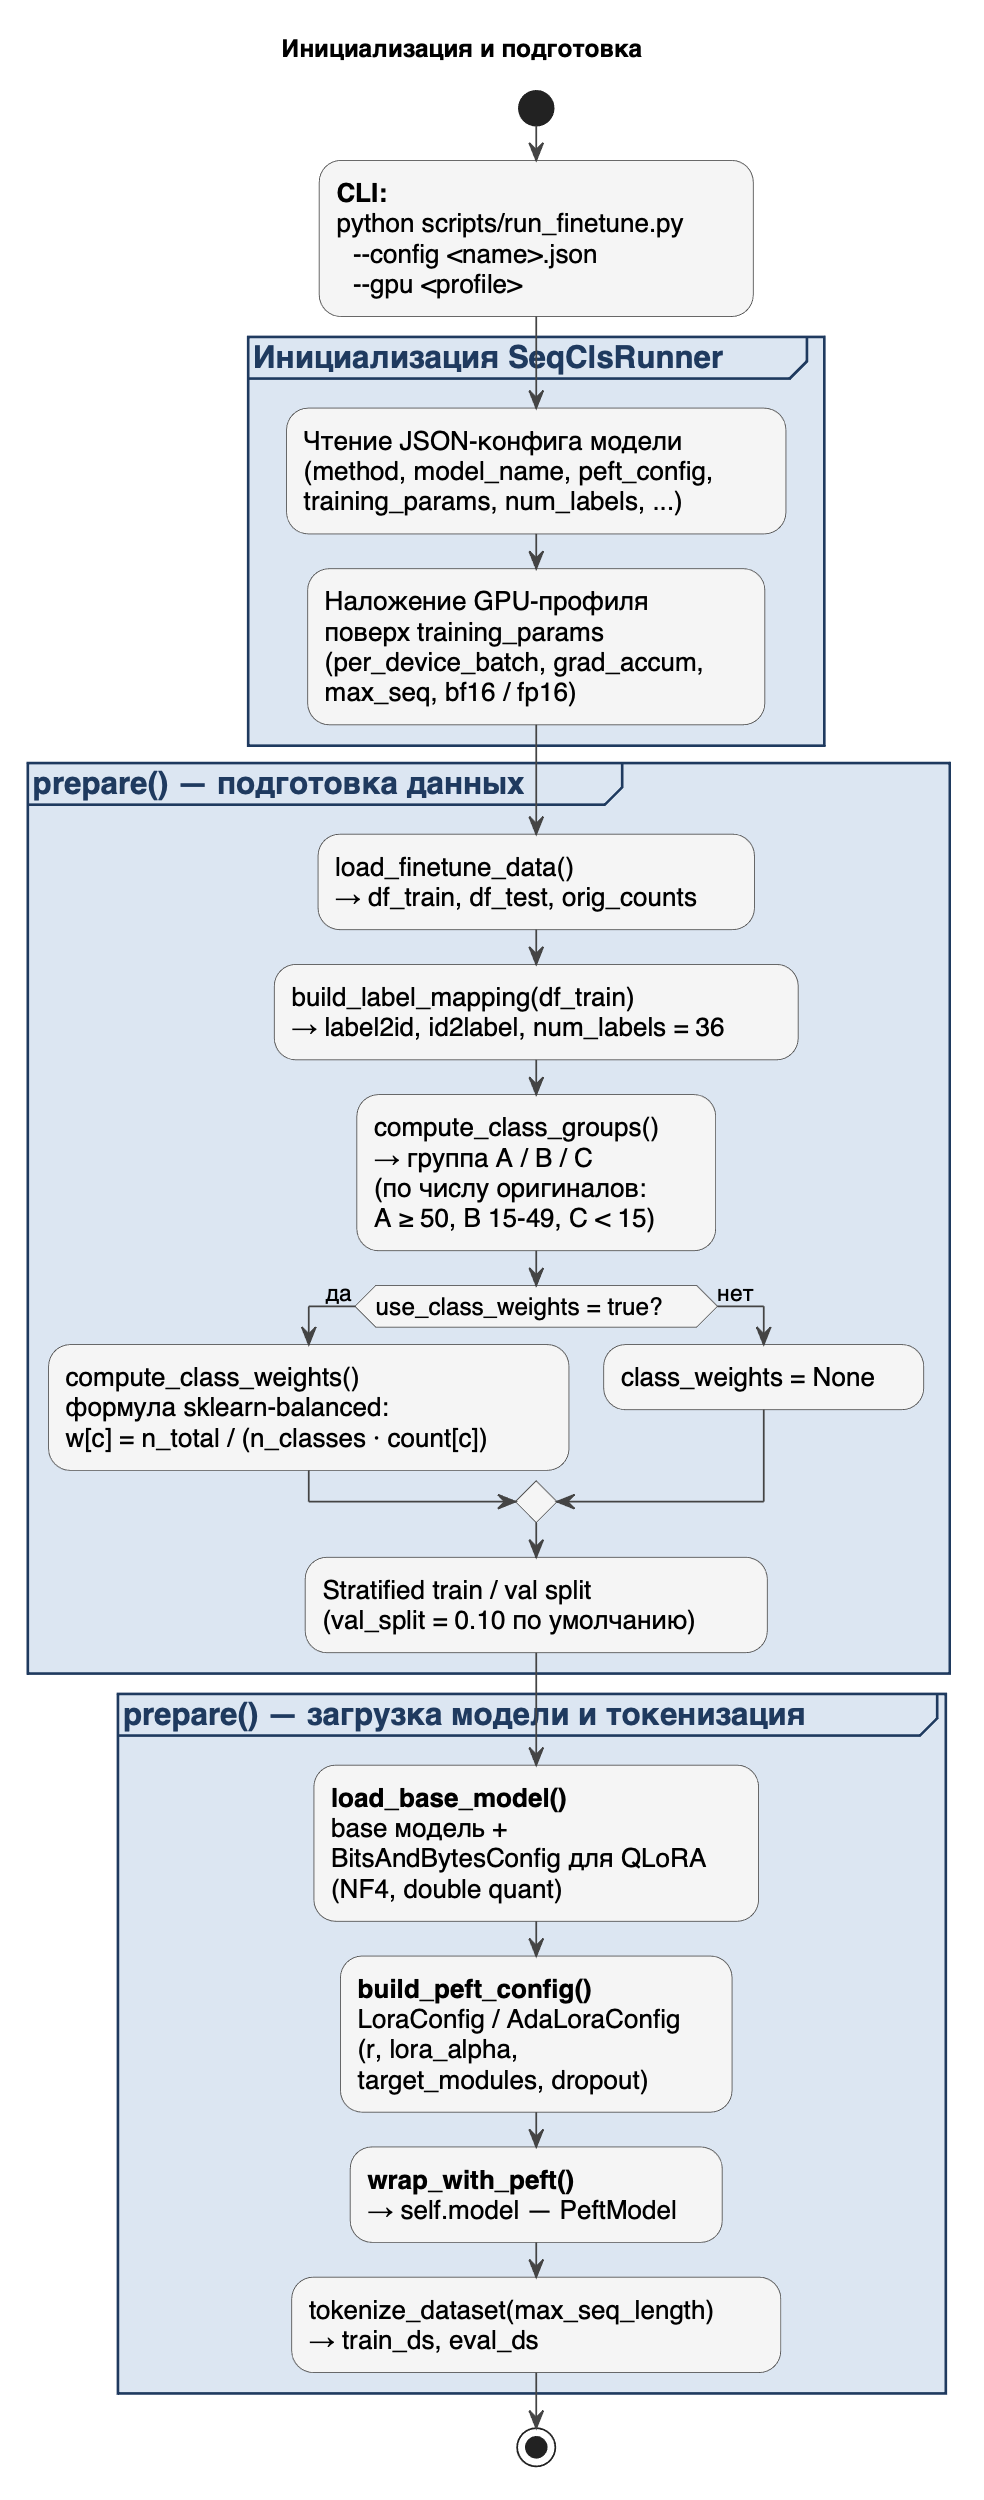 Инициализация и подготовка
CLI:
python scripts/run_finetune.py
--config <name>.json
--gpu <profile>
Инициализация SeqClsRunner
Чтение JSON-конфига модели
(method, model_name, peft_config,
training_params, num_labels, ...)
Наложение GPU-профиля
поверх training_params
(per_device_batch, grad_accum,
max_seq, bf16 / fp16)
prepare() — подготовка данных
load_finetune_data()
→ df_train, df_test, orig_counts
build_label_mapping(df_train)
→ label2id, id2label, num_labels = 36
compute_class_groups()
→ группа A / B / C
(по числу оригиналов:
A ≥ 50, B 15-49, C < 15)
да
use_class_weights = true?
нет
compute_class_weights()
формула sklearn-balanced:
w[c] = n_total / (n_classes · count[c])
class_weights = None
Stratified train / val split
(val_split = 0.10 по умолчанию)
prepare() — загрузка модели и токенизация
load_base_model()
base модель +
BitsAndBytesConfig для QLoRA
(NF4, double quant)
build_peft_config()
LoraConfig / AdaLoraConfig
(r, lora_alpha,
target_modules, dropout)
wrap_with_peft()
→ self.model — PeftModel
tokenize_dataset(max_seq_length)
→ train_ds, eval_ds